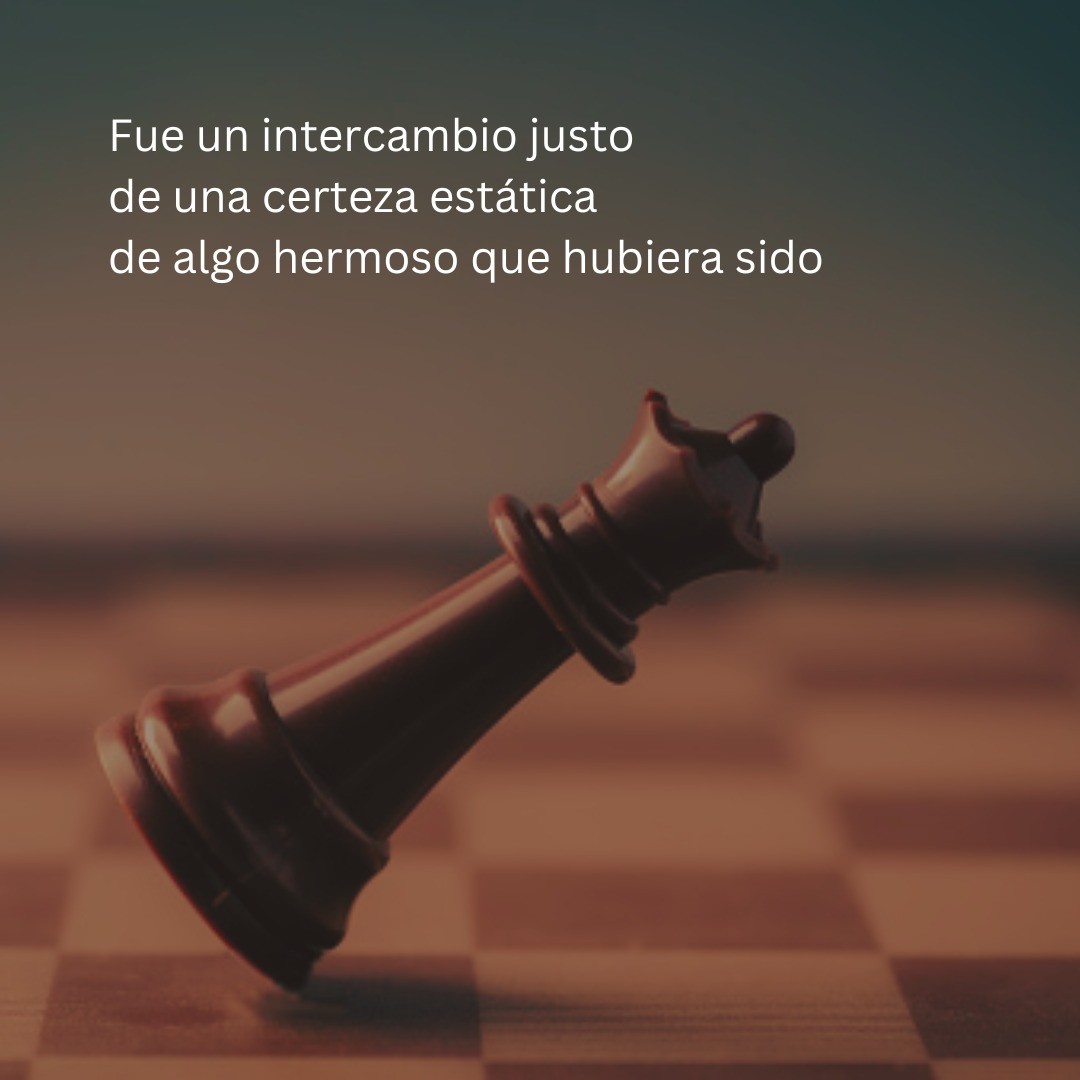 Fue un intercambio justo
de una certeza estática
de algo hermoso que hubiera sido